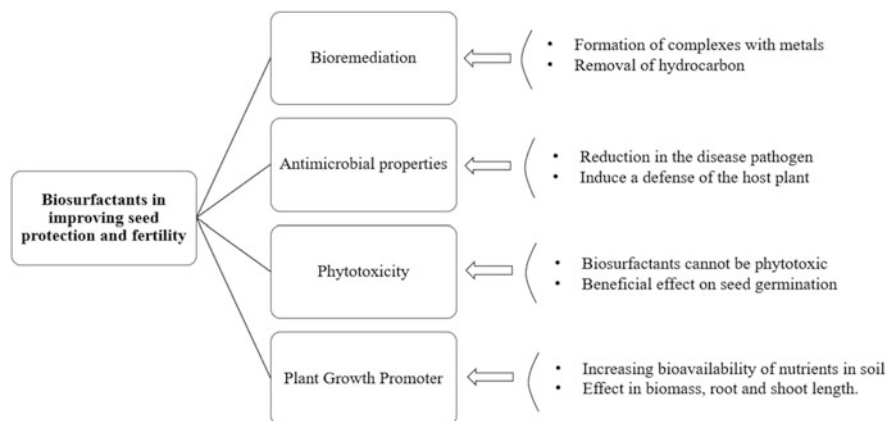 Biosurfactants in
improving seed
protection and fertility
Bioremediation
• Formation of complexes with metals
• Removal of hydrocarbon
Antimicrobial properties
• Reduction in the disease pathogen
• Induce a defense of the host plant
Phytotoxicity
• Biosurfactants cannot be phytotoxic
• Beneficial effect on seed germination
Plant Growth Promoter
• Increasing bioavailability of nutrients in soil
• Effect in biomass, root and shoot length.